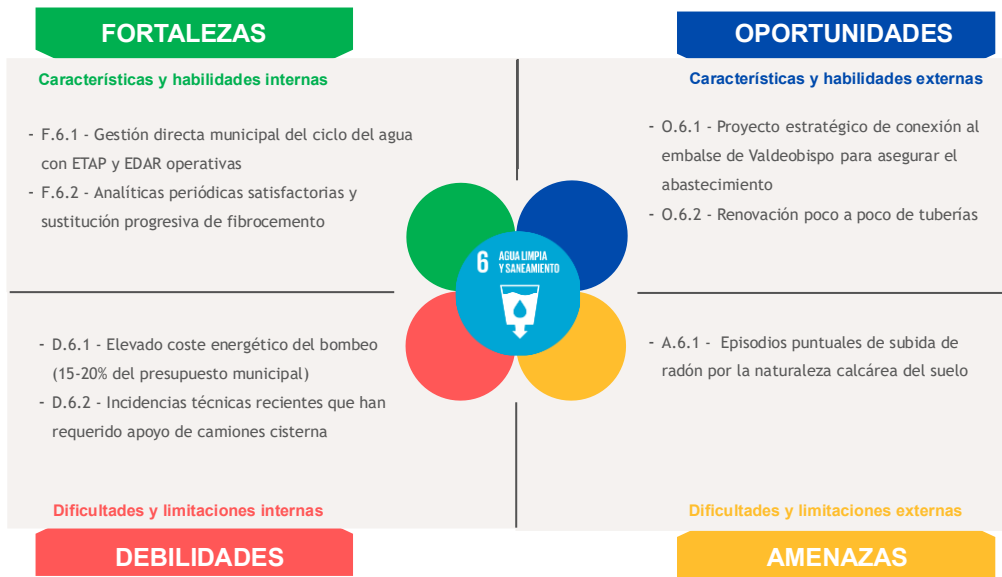 FORTALEZAS
Características y habilidades internas
- F.6.1 - Gestión directa municipal del ciclo del agua
con ETAP y EDAR operativas
- F.6.2 - Analíticas periódicas satisfactorias y
sustitución progresiva de fibrocemento
OPORTUNIDADES
Características y habilidades externas
- O.6.1 - Proyecto estratégico de conexión al
embalse de Valdeobispo para asegurar el
abastecimiento
- O.6.2 - Renovación poco a poco de tuberías
6 AGUA LIMPIA
Y SANEAMIENTO
- D.6.1 - Elevado coste energético del bombeo
(15-20% del presupuesto municipal)
- D.6.2 - Incidencias técnicas recientes que han
requerido apoyo de camiones cisterna
Dificultades y limitaciones internas
DEBILIDADES
- A.6.1 - Episodios puntuales de subida de
radón por la naturaleza calcárea del suelo
Dificultades y limitaciones externas
AMENAZAS